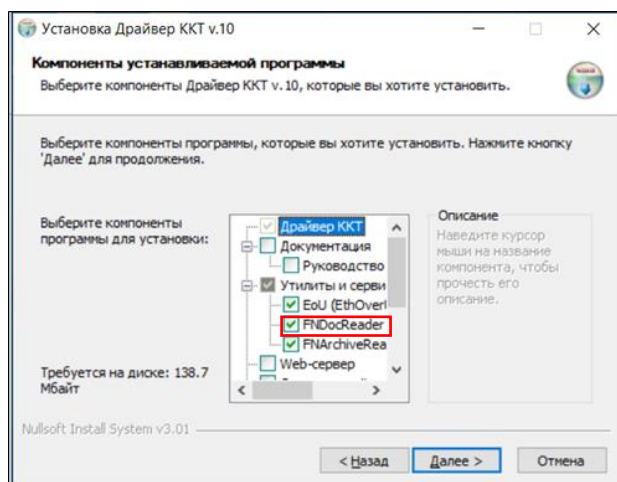 Установка Драйвер ККТ v.10
Компоненты устанавливаемой программы
Выберите компоненты Драйвер ККТ v.10, которые вы хотите установить.
Выберите компоненты программы, которые вы хотите установить. Нажмите кнопку
'Далее' для продолжения.
Выберите компоненты
программы для установки:
Драйвер ККТ
Документация
Руководство
Утилиты и серви
EoU (EthOverl
FNDocReader
FNArchiveRea
Web-сервер
Описание
Наведите курсор
мыши на название
компонента, чтобы
прочесть его
описание.
Требуется на диске: 138.7
Мбайт
Nullsoft Install System v3.01
< Назад
Далее >
Отмена